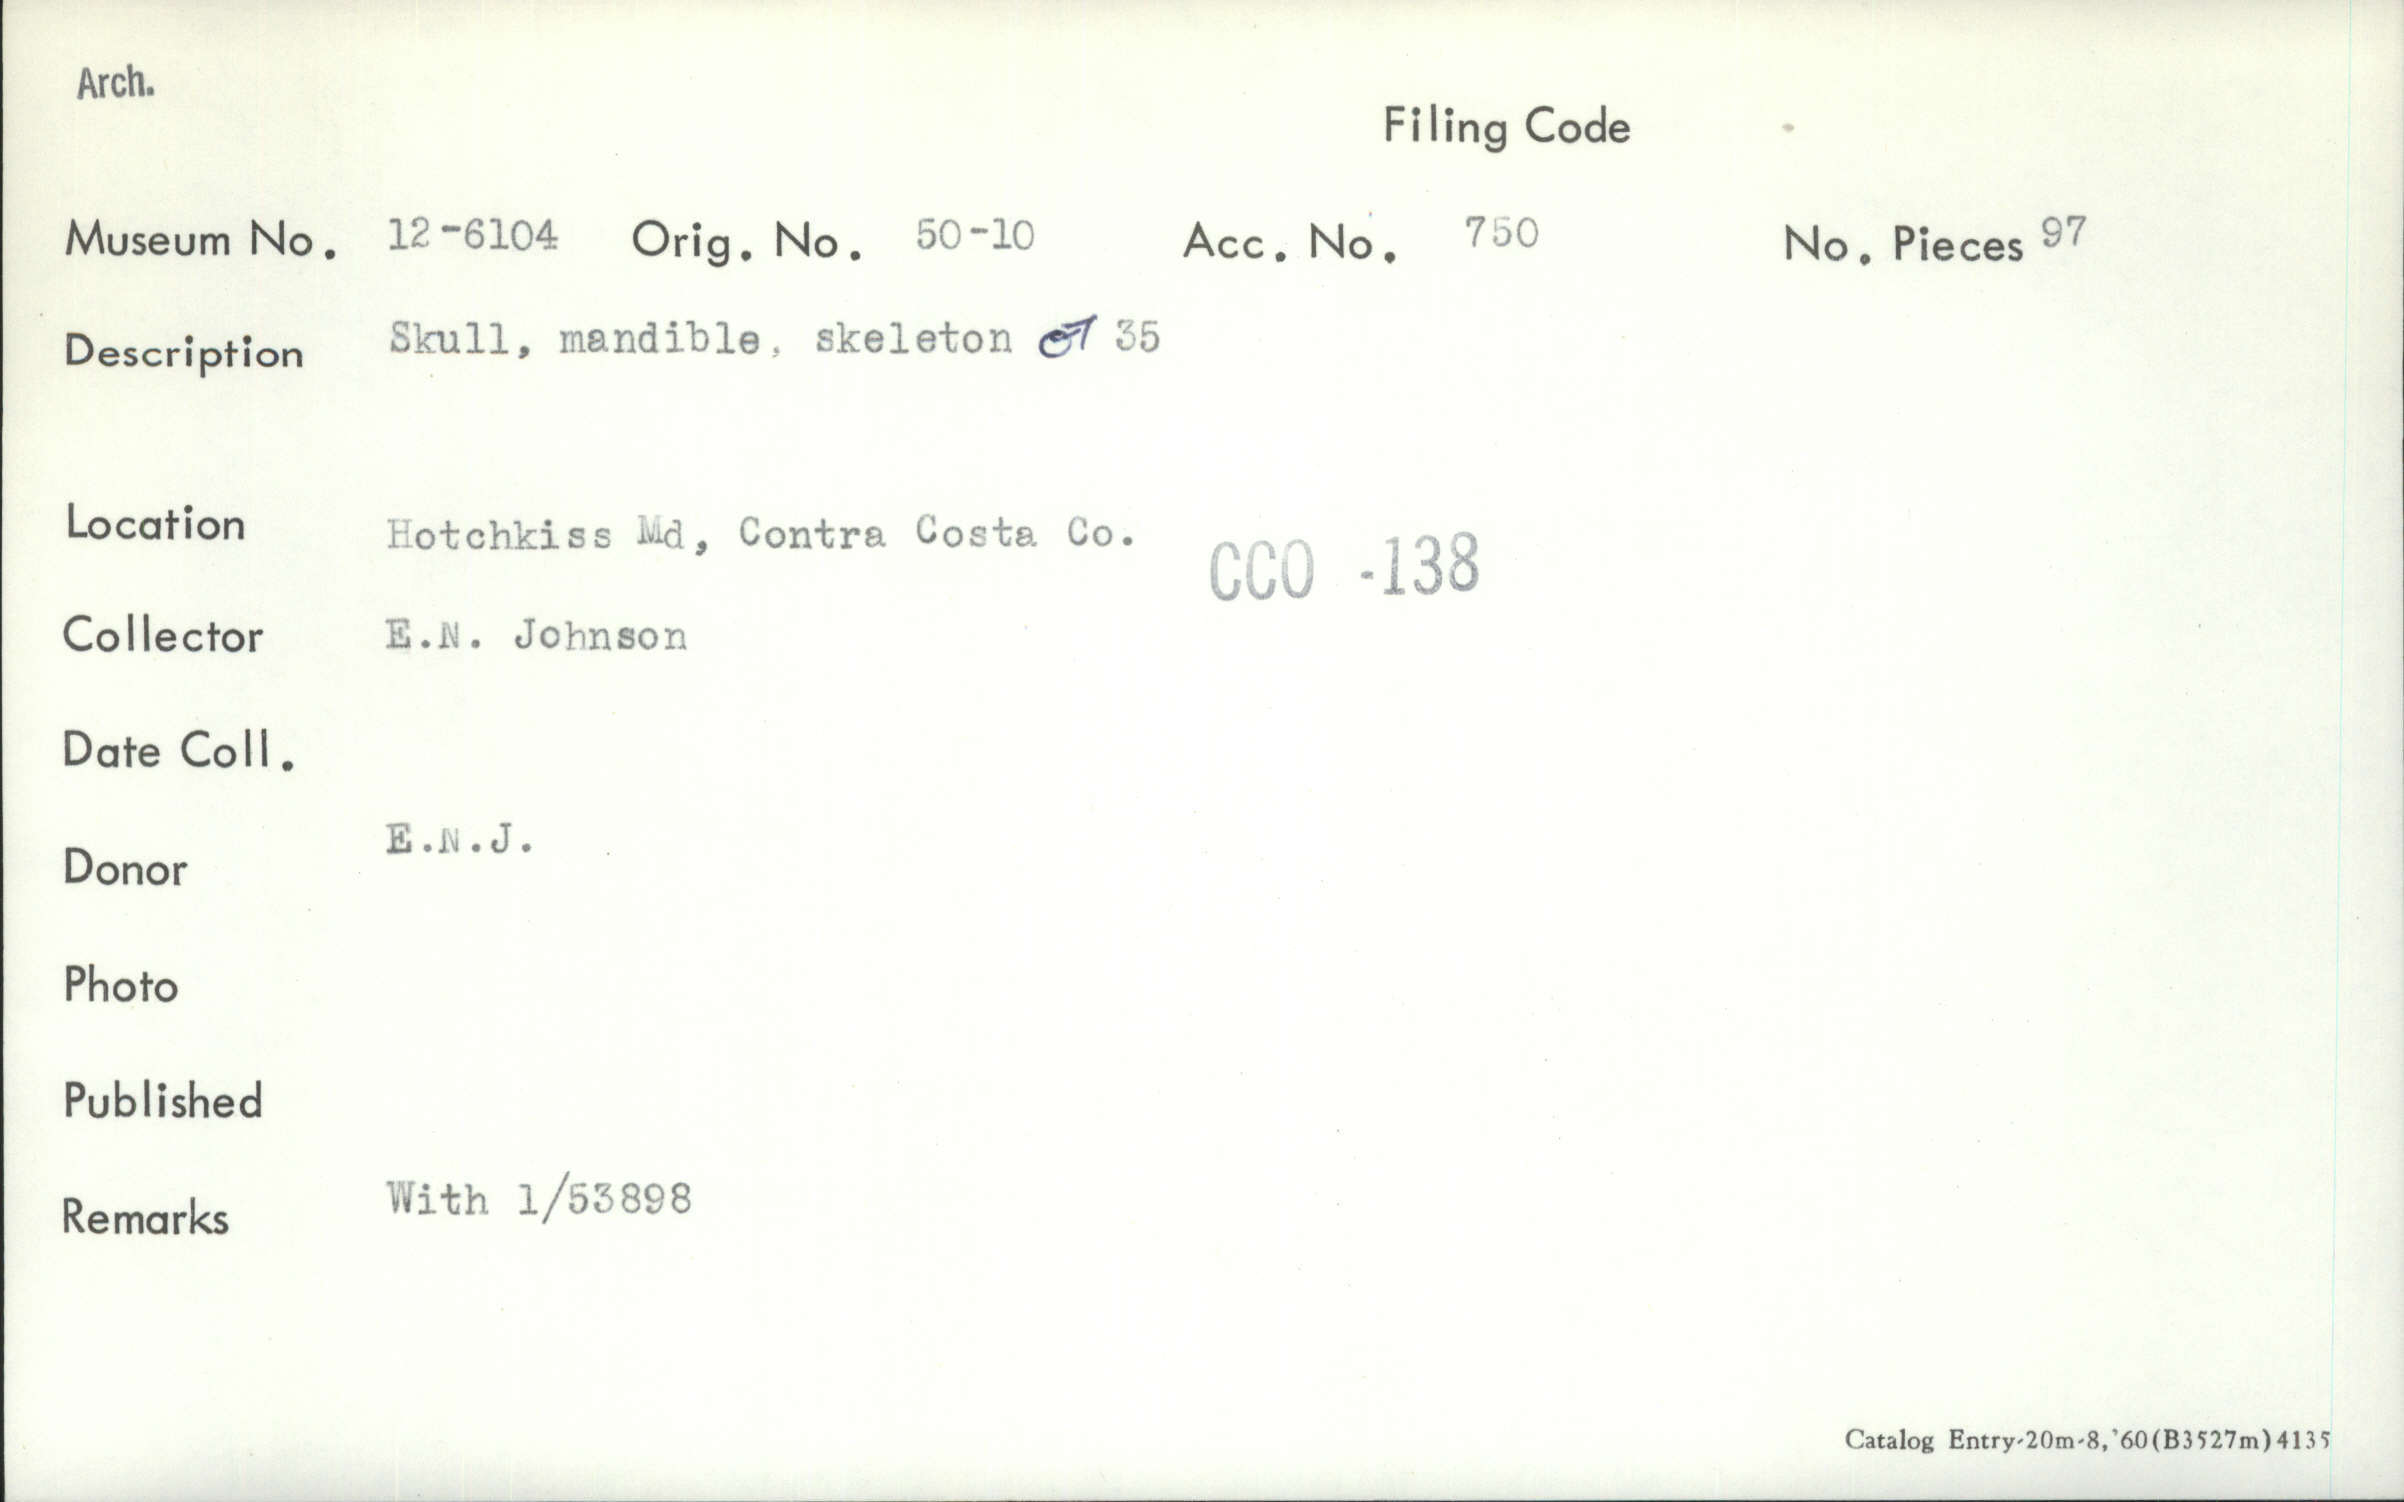 Arch.
Filing Code
Museum No. 12-6104 Orig. No. 50-10 Acc. No. 750 No. Pieces 97
Description Skull, mandible, skeleton ♂ 35
Location Hotchkiss Md, Contra Costa Co. CCO -138
Collector E.N. Johnson
Date Coll.
Donor E.N.J.
Photo
Published
Remarks With 1/53898
Catalog Entry-20m-8,'60(B3527m)4135